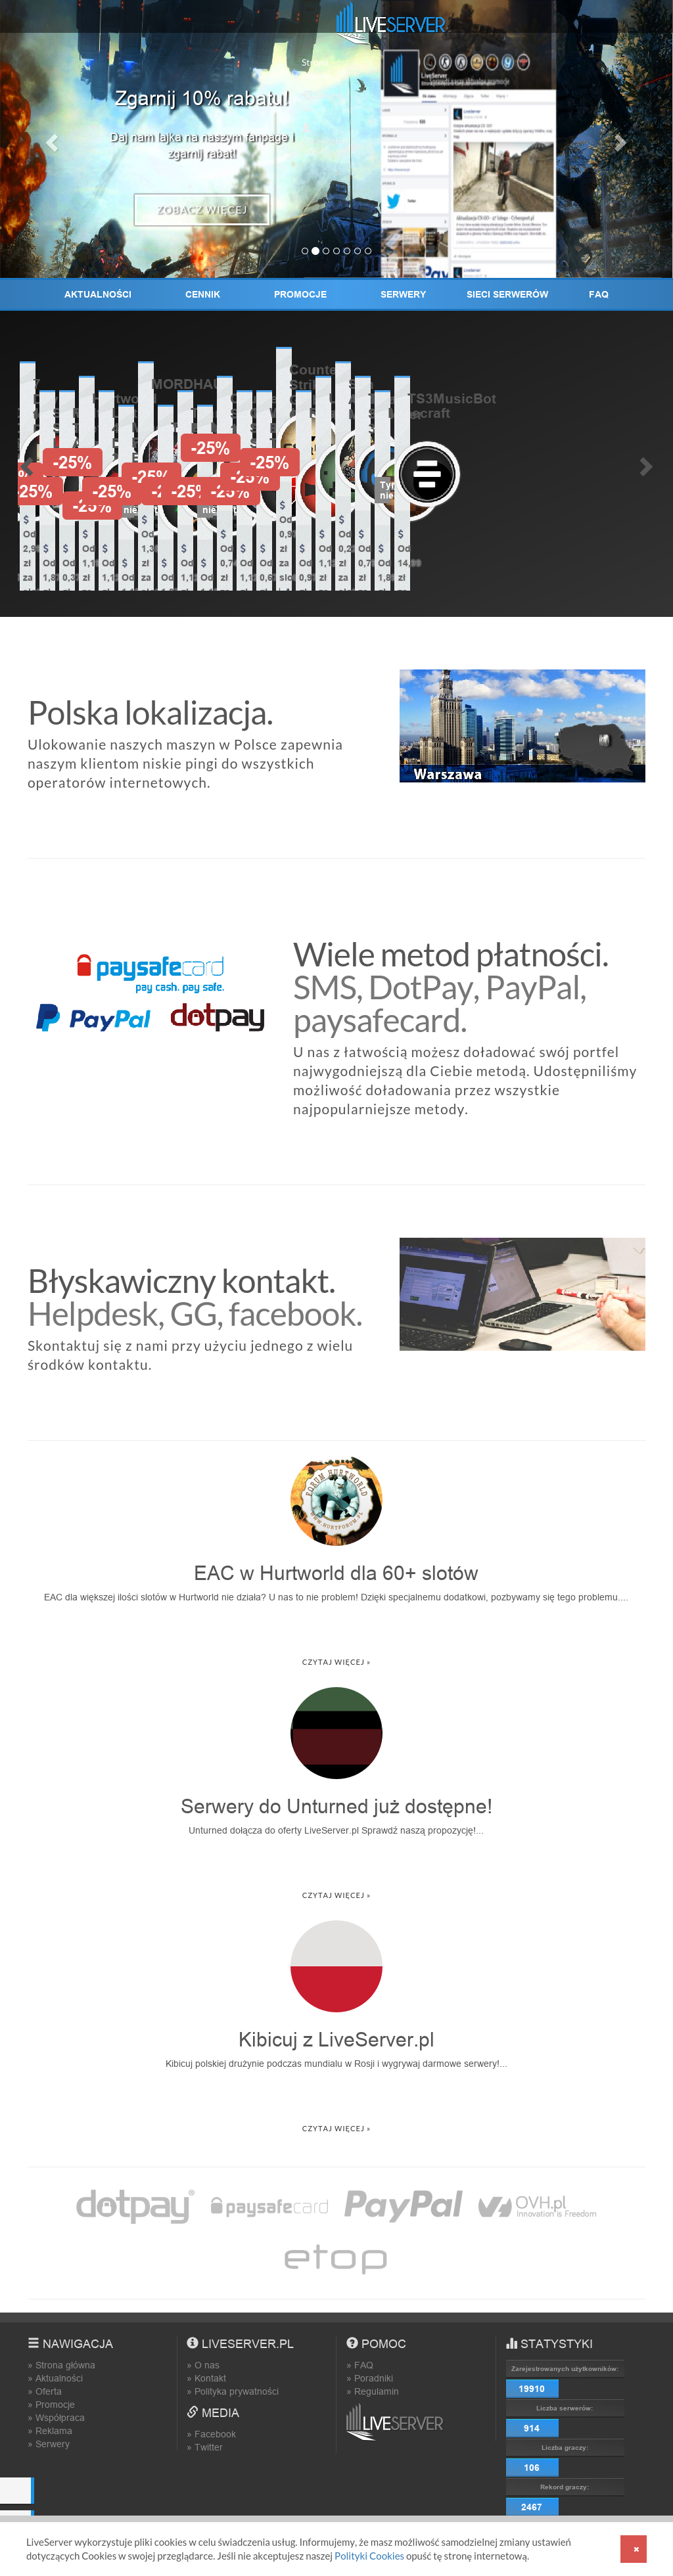 LIVESERVER
Zgarnij 10% rabatu!
Daj nam lajka na naszym fanpage i
zgarnij rabat!
ZOBACZ WIĘCEJ
AKTUALNOŚCI CENNIK PROMOCJE SERWERY SIECI SERWERÓW FAQ
MORDHAU
TS3MusicBot
-25%
-25%
-25%
-25%
-25%
Polska lokalizacja.
Ulokowanie naszych maszyn w Polsce zapewnia
naszym klientom niskie pingi do wszystkich
operatorów internetowych.
Warszawa
paysafecard
pay cash. pay safe.
PayPal dotpay
Wiele metod płatności.
SMS, DotPay, PayPal,
paysafecard.
U nas z łatwością możesz doładować swój portfel
najwygodniejszą dla Ciebie metodą. Udostępniliśmy
możliwość doładowania przez wszystkie
najpopularniejsze metody.
Błyskawiczny kontakt.
Helpdesk, GG, facebook.
Skontaktuj się z nami przy użyciu jednego z wielu
środków kontaktu.
FORUM HURTWORLD
EAC w Hurtworld dla 60+ slotów
EAC dla większej ilości slotów w Hurtworld nie działa? U nas to nie problem! Dzięki specjalnemu dodatkowi, pozbywamy się tego problemu....
CZYTAJ WIĘCEJ »
Serwery do Unturned już dostępne!
Unturned dołącza do oferty LiveServer.pl Sprawdź naszą propozycję!...
CZYTAJ WIĘCEJ »
Kibicuj z LiveServer.pl
Kibicuj polskiej drużynie podczas mundialu w Rosji i wygrywaj darmowe serwery!...
CZYTAJ WIĘCEJ »
dotpay® paysafecard PayPal OVH.pl
Innovation is Freedom
etop
NAWIGACJA
» Strona główna
» Aktualności
» Oferta
» Promocje
» Współpraca
» Reklama
» Serwery
LIVESERVER.PL
» O nas
» Kontakt
» Polityka prywatności
MEDIA
» Facebook
» Twitter
POMOC
» FAQ
» Poradniki
» Regulamin
LIVESERVER
STATYSTYKI
Zarejestrowanych użytkowników:
19910
Liczba serwerów:
914
Liczba graczy:
106
Rekord graczy:
2467
LiveServer wykorzystuje pliki cookies w celu świadczenia usług. Informujemy, że masz możliwość samodzielnej zmiany ustawień
dotyczących Cookies w swojej przeglądarce. Jeśli nie akceptujesz naszej Polityki Cookies opuść tę stronę internetową.